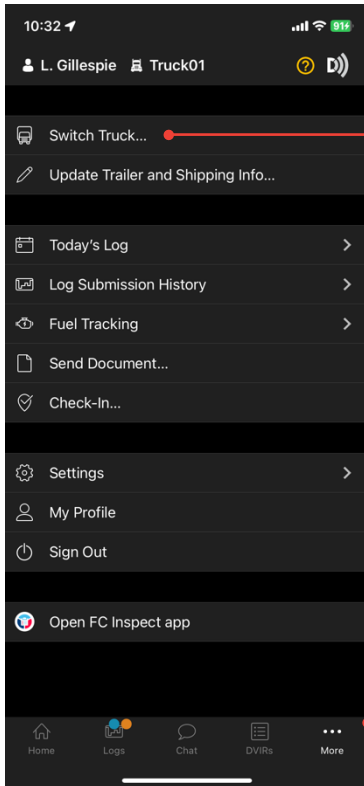 10:32
91
L. Gillespie Truck01 ? D
Switch Truck...
Update Trailer and Shipping Info...
Today's Log
Log Submission History
Fuel Tracking
Send Document...
Check-In...
Settings
My Profile
Sign Out
Open FC Inspect app
Home Logs Chat DVIRs More